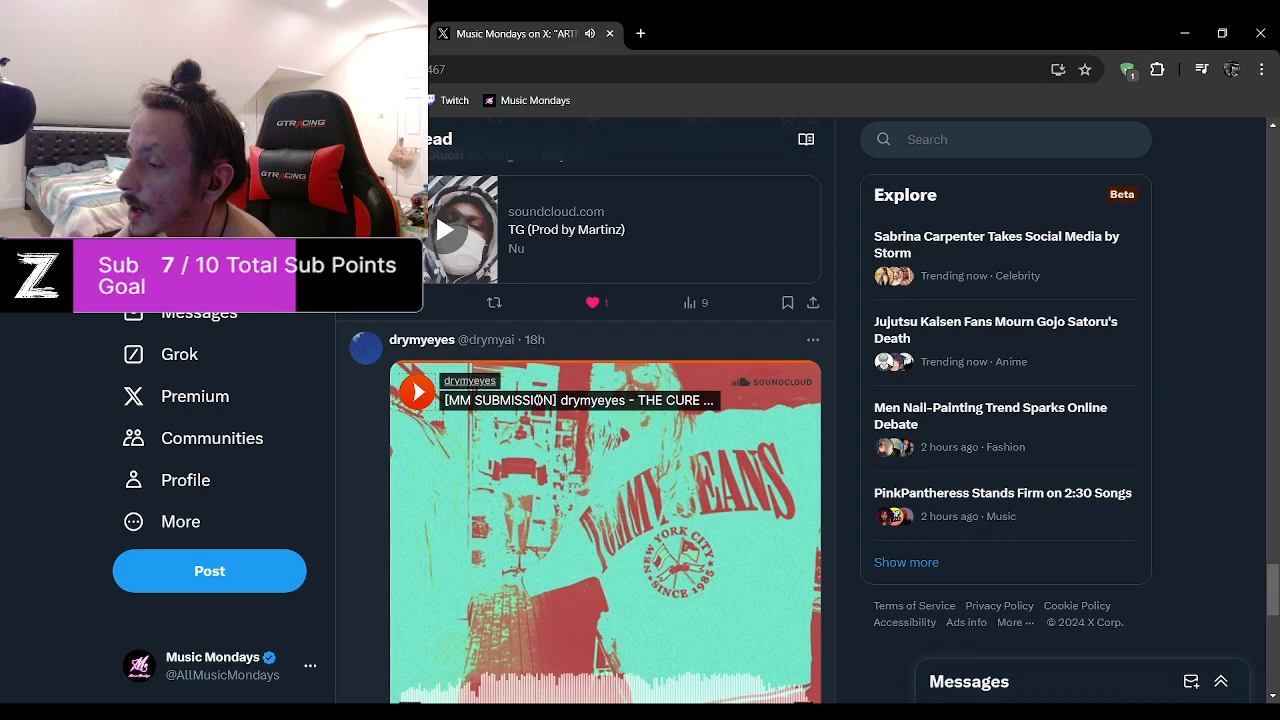 Music Mondays on X: "ARTI
467
Twitch
Music Mondays
ead
soundcloud.com
TG (Prod by Martinz)
Nu
1
9
drymyeyes @drymyai · 18h
drymyeyes
[MM SUBMISSION] drymyeyes - THE CURE ...
SOUNDCLOUD
TOMMY JEANS
NEW YORK CITY
SINCE 1985
GTRACING
GTRACING
Z
Sub Goal
7 / 10 Total Sub Points
Messages
Grok
Premium
Communities
Profile
More
Post
Music Mondays
@AllMusicMondays
Search
Explore
Beta
Sabrina Carpenter Takes Social Media by
Storm
Trending now · Celebrity
Jujutsu Kaisen Fans Mourn Gojo Satoru's
Death
Trending now · Anime
Men Nail-Painting Trend Sparks Online
Debate
2 hours ago · Fashion
PinkPantheress Stands Firm on 2:30 Songs
2 hours ago · Music
Show more
Terms of Service Privacy Policy Cookie Policy
Accessibility Ads info More ··· © 2024 X Corp.
Messages